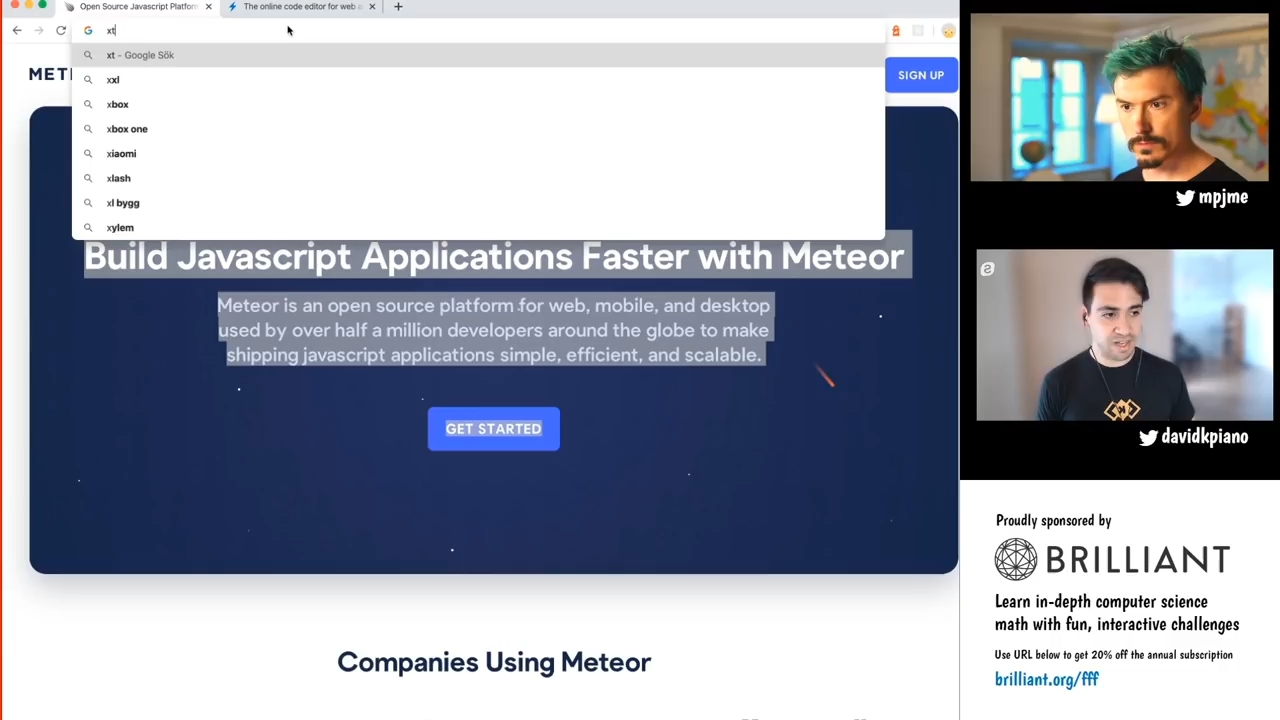 Open Source Javascript Platform
The online code editor for web a
xt
xt - Google Sök
xxl
xbox
xbox one
xiaomi
xlash
xl bygg
xylem
METE
SIGN UP
Build Javascript Applications Faster with Meteor
Meteor is an open source platform for web, mobile, and desktop
used by over half a million developers around the globe to make
shipping javascript applications simple, efficient, and scalable.
GET STARTED
Companies Using Meteor
mpjme
davidkpiano
Proudly sponsored by
BRILLIANT
Learn in-depth computer science
math with fun, interactive challenges
Use URL below to get 20% off the annual subscription
brilliant.org/fff